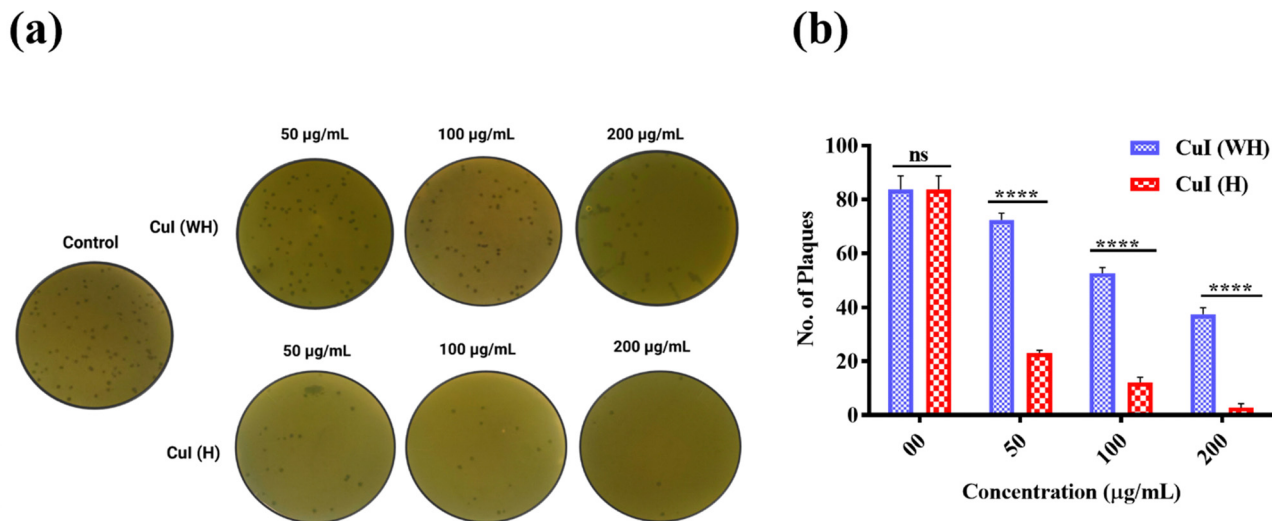 (a)
50 µg/mL 100 µg/mL 200 µg/mL
CuI (WH)
Control
50 µg/mL 100 µg/mL 200 µg/mL
CuI (H)
(b)
CuI (WH)
CuI (H)
No. of Plaques
100
80
60
40
20
0
ns
****
****
****
00 50 100 200
Concentration (µg/mL)